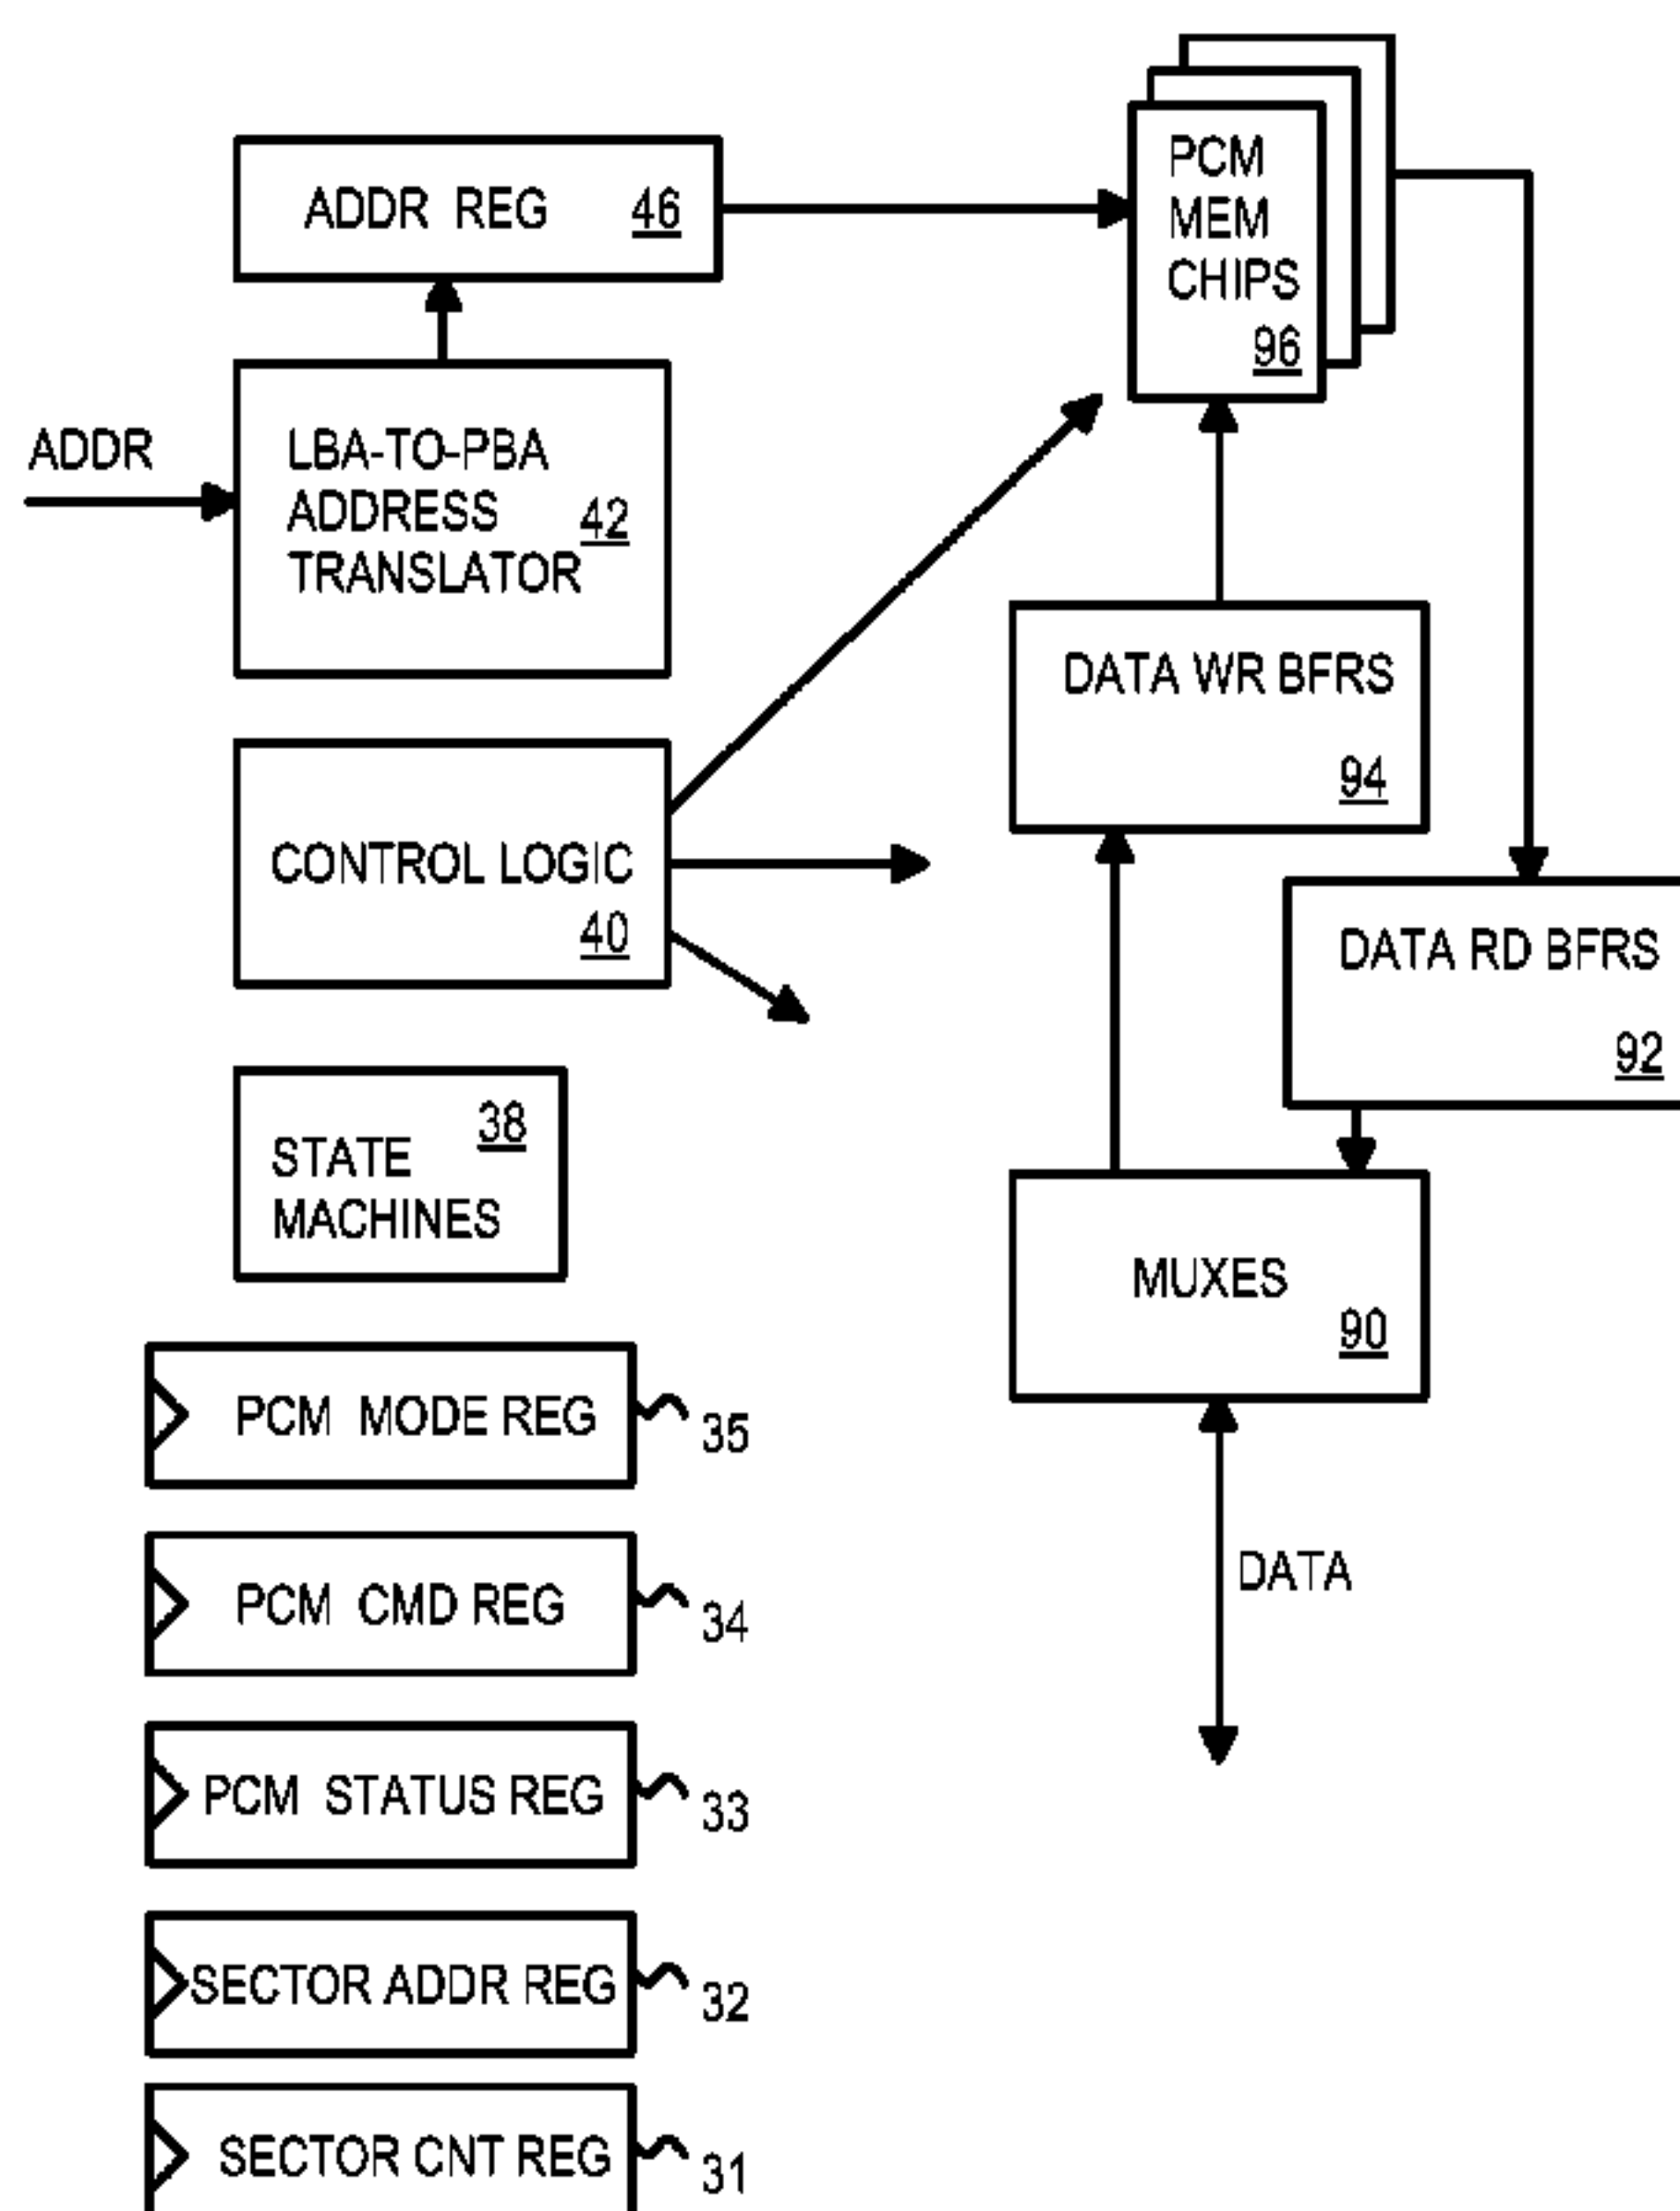 ADDR REG 46
PCM
MEM
CHIPS
96
ADDR
LBA-TO-PBA
ADDRESS
TRANSLATOR
42
DATA WR BFRS
94
CONTROL LOGIC
40
DATA RD BFRS
92
STATE
MACHINES
38
MUXES
90
PCM MODE REG 35
PCM CMD REG 34
DATA
PCM STATUS REG 33
SECTOR ADDR REG 32
SECTOR CNT REG 31